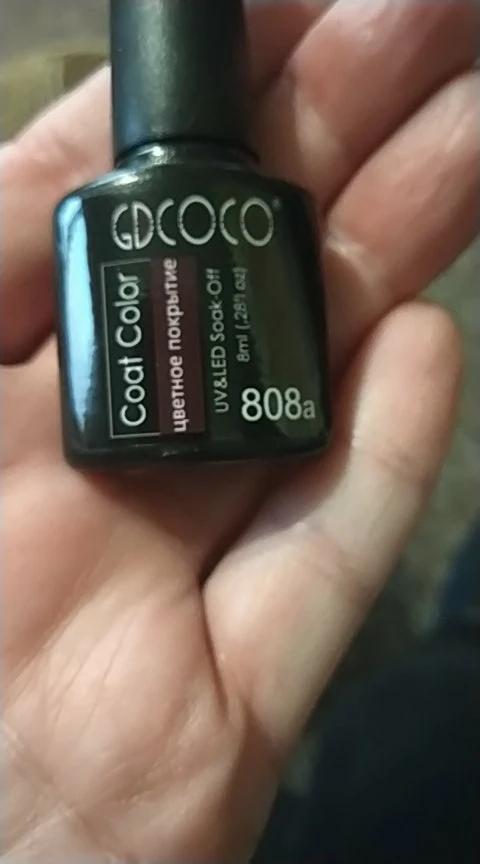 GDCOCO®
Coat Color
цветное покрытие
UV&LED Soak-Off
8ml (.28fl oz)
808a